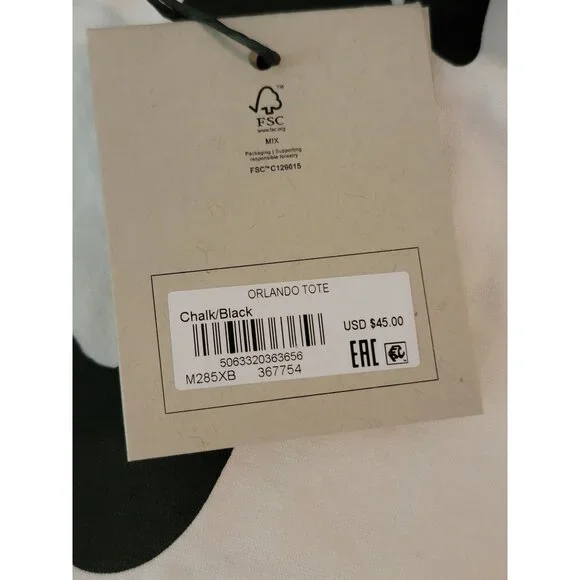 FSC
www.fsc.org
MIX
Packaging | Supporting
responsible forestry
FSC™ C129615
ORLANDO TOTE
Chalk/Black
USD $45.00
5063320363656
M285XB 367754
EAC